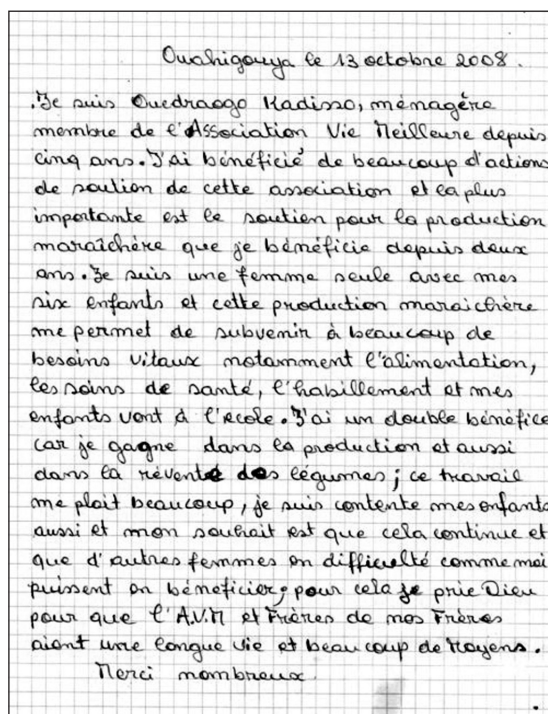 Ouahigouya le 13 octobre 2008.
Je suis Ouedraogo Kadisso, ménagère
membre de l'Association Vie Meilleure depuis
cinq ans. J'ai bénéficié de beaucoup d'actions
de soutien de cette association et la plus
importante est le soutien pour la production
maraîchère que je bénéficie depuis deux
ans. Je suis une femme seule avec mes
six enfants et cette production maraichère
me permet de subvenir à beaucoup de
besoins vitaux notamment l'alimentation,
les soins de santé, l'habillement et mes
enfants vont à l'école. J'ai un double bénéfice
car je gagne dans la production et aussi
dans la révente des légumes; ce travail
me plait beaucoup, je suis contente mes enfants
aussi et mon souhait est que cela continue et
que d'autres femmes en difficulté comme moi
puissent en bénéficier; pour cela je prie Dieu
pour que l'A.V.M et Frères de nos Frères
aient une longue vie et beaucoup de Moyens.
Merci nombreux